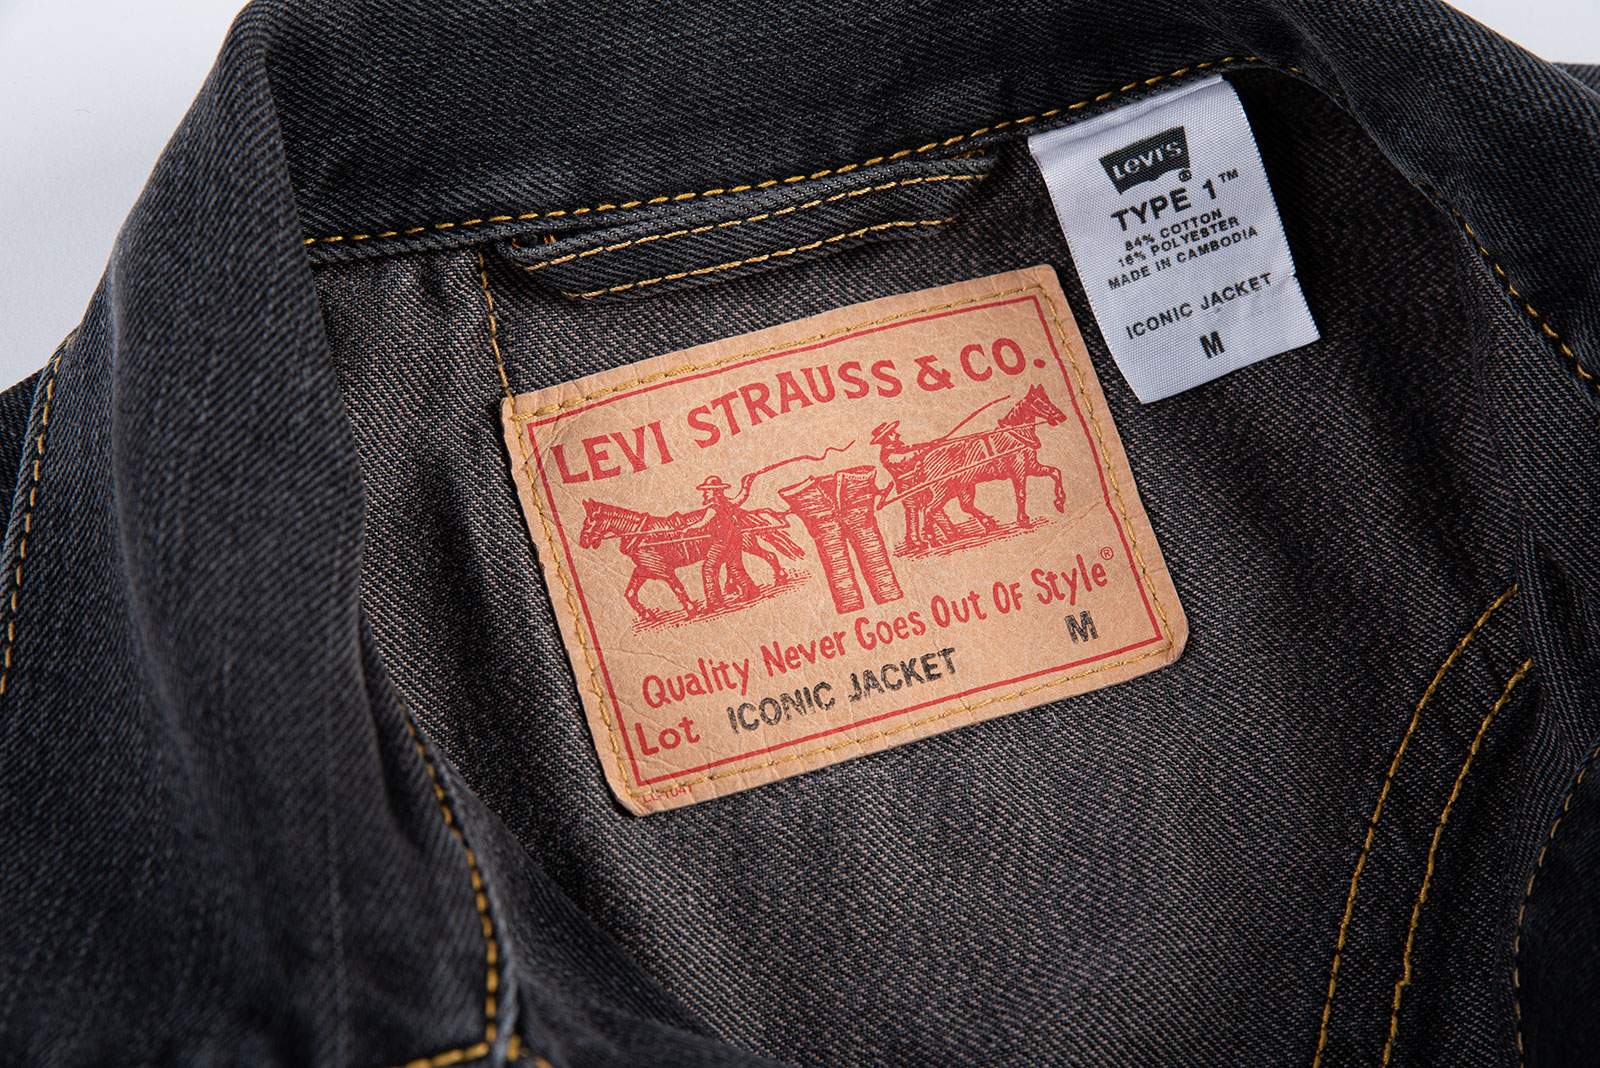 LEVI'S®
TYPE 1™
84% COTTON
16% POLYESTER
MADE IN CAMBODIA
ICONIC JACKET
M
LEVI STRAUSS & CO.
Quality Never Goes Out Of Style®
Lot ICONIC JACKET M